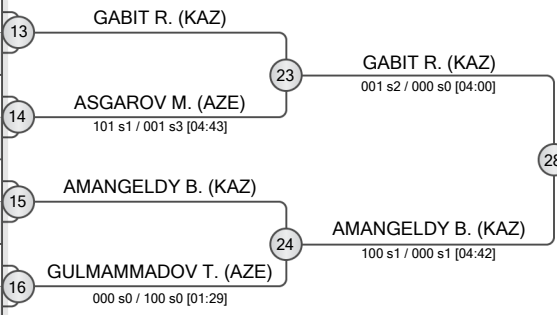 13
GABIT R. (KAZ)
23
GABIT R. (KAZ)
001 s2 / 000 s0 [04:00]
14
ASGAROV M. (AZE)
101 s1 / 001 s3 [04:43]
28
15
AMANGELDY B. (KAZ)
24
AMANGELDY B. (KAZ)
100 s1 / 000 s1 [04:42]
16
GULMAMMADOV T. (AZE)
000 s0 / 100 s0 [01:29]